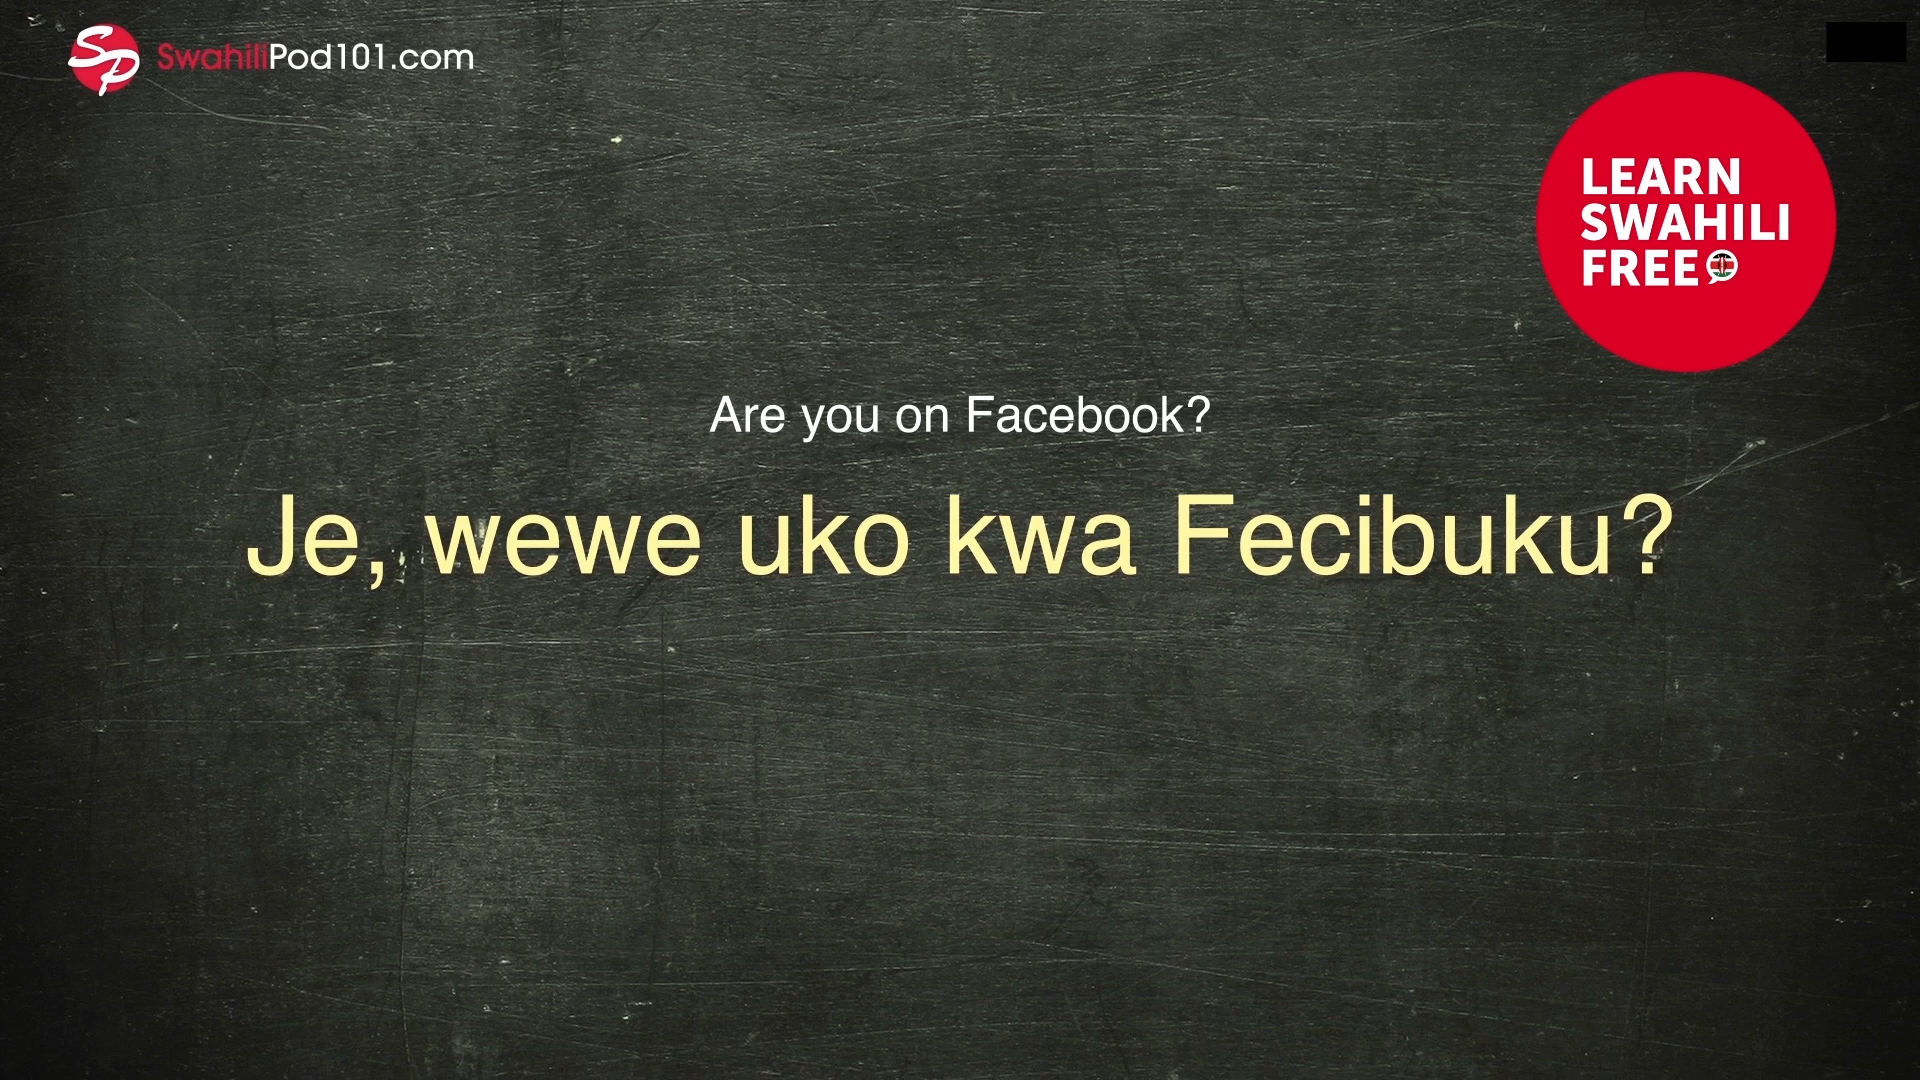 SwahiliPod101.com
LEARN
SWAHILI
FREE
Are you on Facebook?
Je, wewe uko kwa Fecibuku?